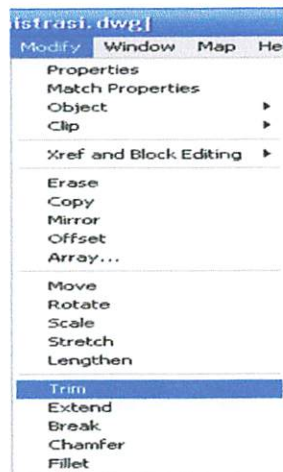 istrasi.dwg]
Modify Window Map He
Properties
Match Properties
Object
Clip
Xref and Block Editing
Erase
Copy
Mirror
Offset
Array...
Move
Rotate
Scale
Stretch
Lengthen
Trim
Extend
Break
Chamfer
Fillet